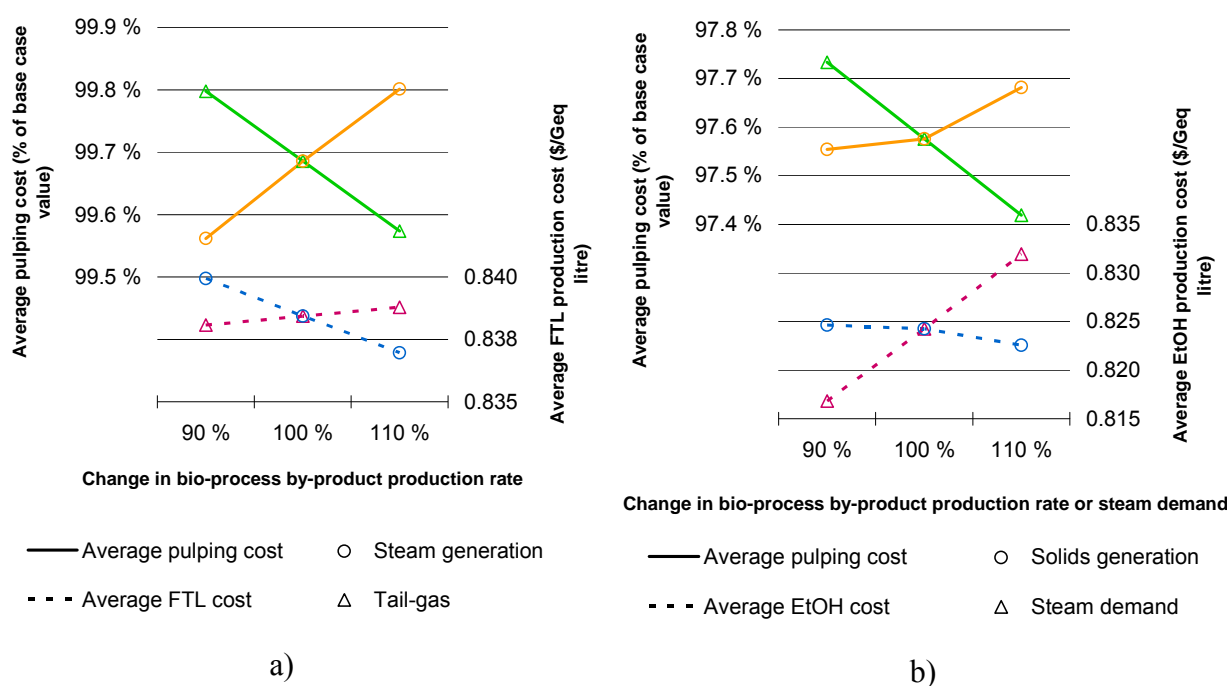 99.9 %
99.8 %
99.7 %
99.6 %
99.5 %
Average pulping cost (% of base case
value)
0.840
0.838
0.835
Average FTL production cost ($/Geq
litre)
90 %
100 %
110 %
Change in bio-process by-product production rate
Average pulping cost
Steam generation
Average FTL cost
Tail-gas
a)
97.8 %
97.7 %
97.6 %
97.5 %
97.4 %
Average pulping cost (% of base case
value)
0.835
0.830
0.825
0.820
0.815
Average EtOH production cost ($/Geq
litre)
90 %
100 %
110 %
Change in bio-process by-product production rate or steam demand
Average pulping cost
Solids generation
Average EtOH cost
Steam demand
b)